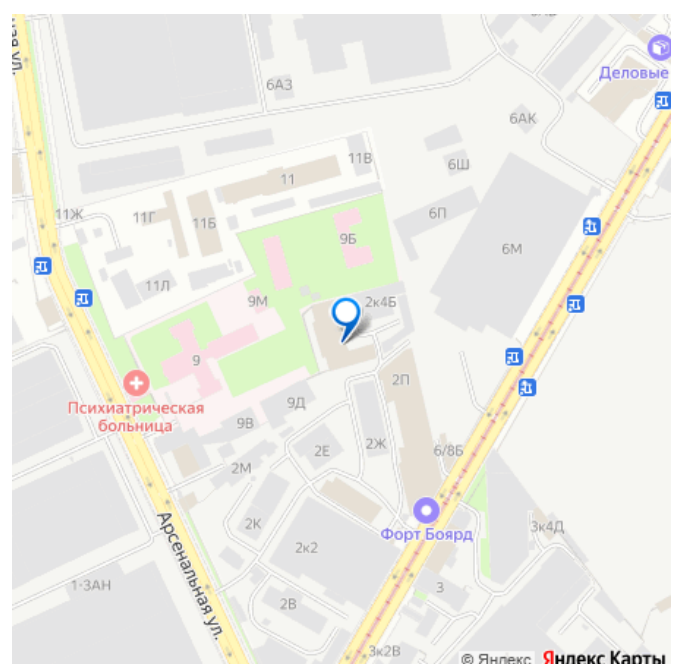 6АЗ
Деловые
6АК
11В
6Ш
11
11Ж
11Г
11Б
6П
9Б
6М
11Л
9М
2к4Б
9
2П
Психиатрическая
больница
9Д
9В
2Е
2Ж
6/8Б
2М
2К
Форт Боярд
2к2
3к4Д
Арсенальная ул.
1-3АН
2В
3
3к2В
© Яндекс Яндекс Карты